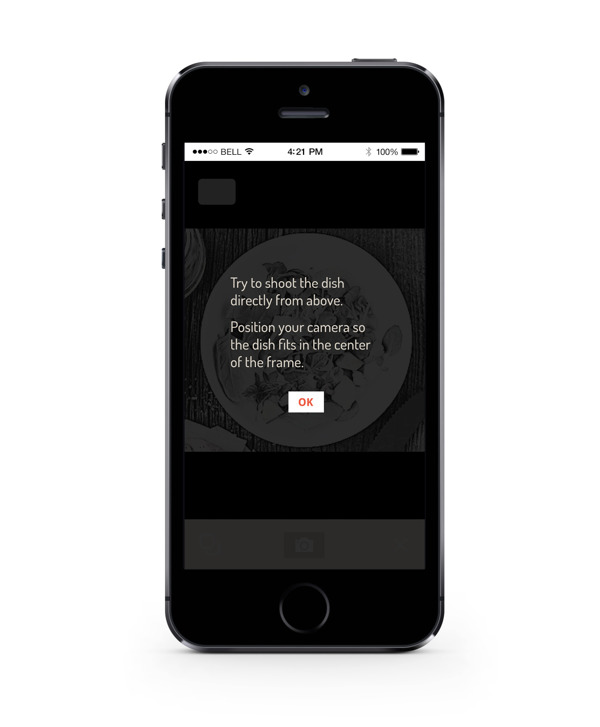 BELL 4:21 PM 100%
Try to shoot the dish
directly from above.
Position your camera so
the dish fits in the center
of the frame.
OK